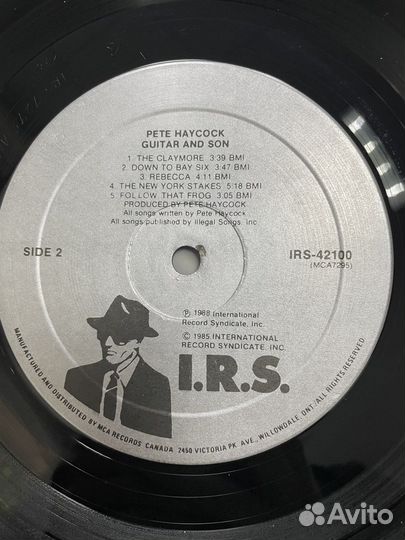 PETE HAYCOCK
GUITAR AND SON
1. THE CLAYMORE 3:39 BMI
2. DOWN TO BAY SIX 3:47 BMI
3. REBECCA 4:11 BMI
4. THE NEW YORK STAKES 5:18 BMI
5. FOLLOW THAT FROG 3:05 BMI
PRODUCED BY PETE HAYCOCK
All songs written by Pete Haycock
All songs published by Illegal Songs, Inc.
SIDE 2
IRS-42100
(MCA7295)
Ⓟ 1988 International
Record Syndicate, Inc.
© 1985 INTERNATIONAL
RECORD SYNDICATE, INC.
I.R.S.
MANUFACTURED AND DISTRIBUTED BY MCA RECORDS CANADA 2450 VICTORIA PK. AVE., WILLOWDALE, ONT. ALL RIGHTS RESERVED
Avito